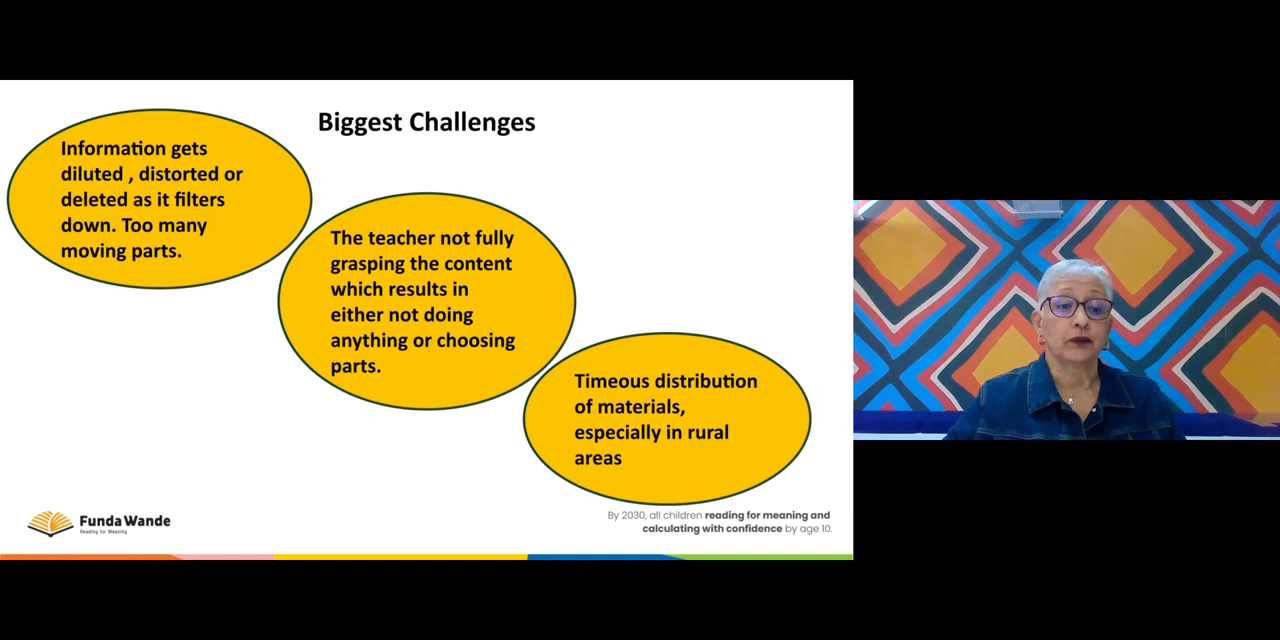 Biggest Challenges
Information gets
diluted , distorted or
deleted as it filters
down. Too many
moving parts.
The teacher not fully
grasping the content
which results in
either not doing
anything or choosing
parts.
Timeous distribution
of materials,
especially in rural
areas
Funda Wande
Reading for Meaning
By 2030, all children reading for meaning and
calculating with confidence by age 10.